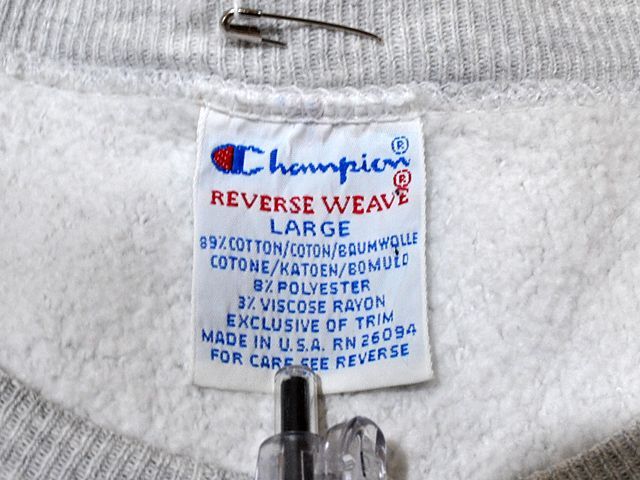 Champion®
REVERSE WEAVE®
LARGE
89% COTTON/COTON/BAUMWOLLE
COTONE/KATOEN/BOMULD
8% POLYESTER
3% VISCOSE RAYON
EXCLUSIVE OF TRIM
MADE IN U.S.A. RN 26094
FOR CARE SEE REVERSE